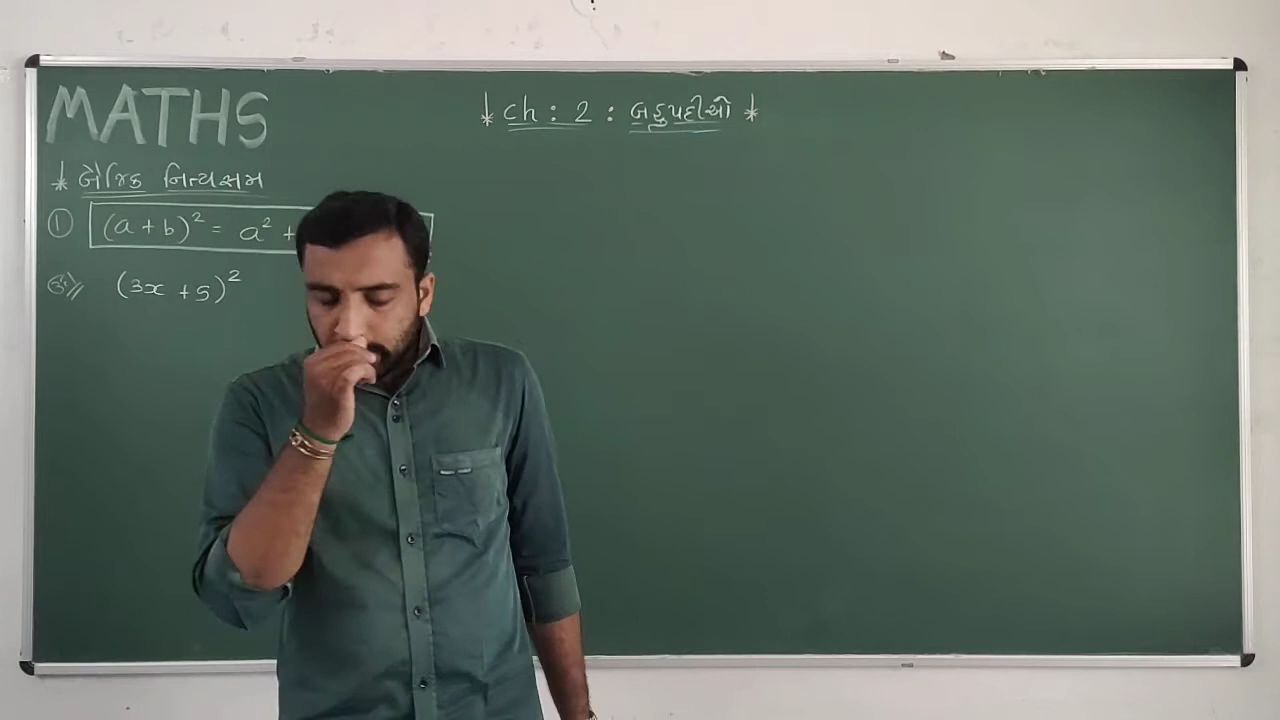 MATHS
* ch : 2 : બહુપદીઓ *
* બૈજિક નિત્યસમ
① (a + b)² = a² +
ઉદા. (3x + 5)²